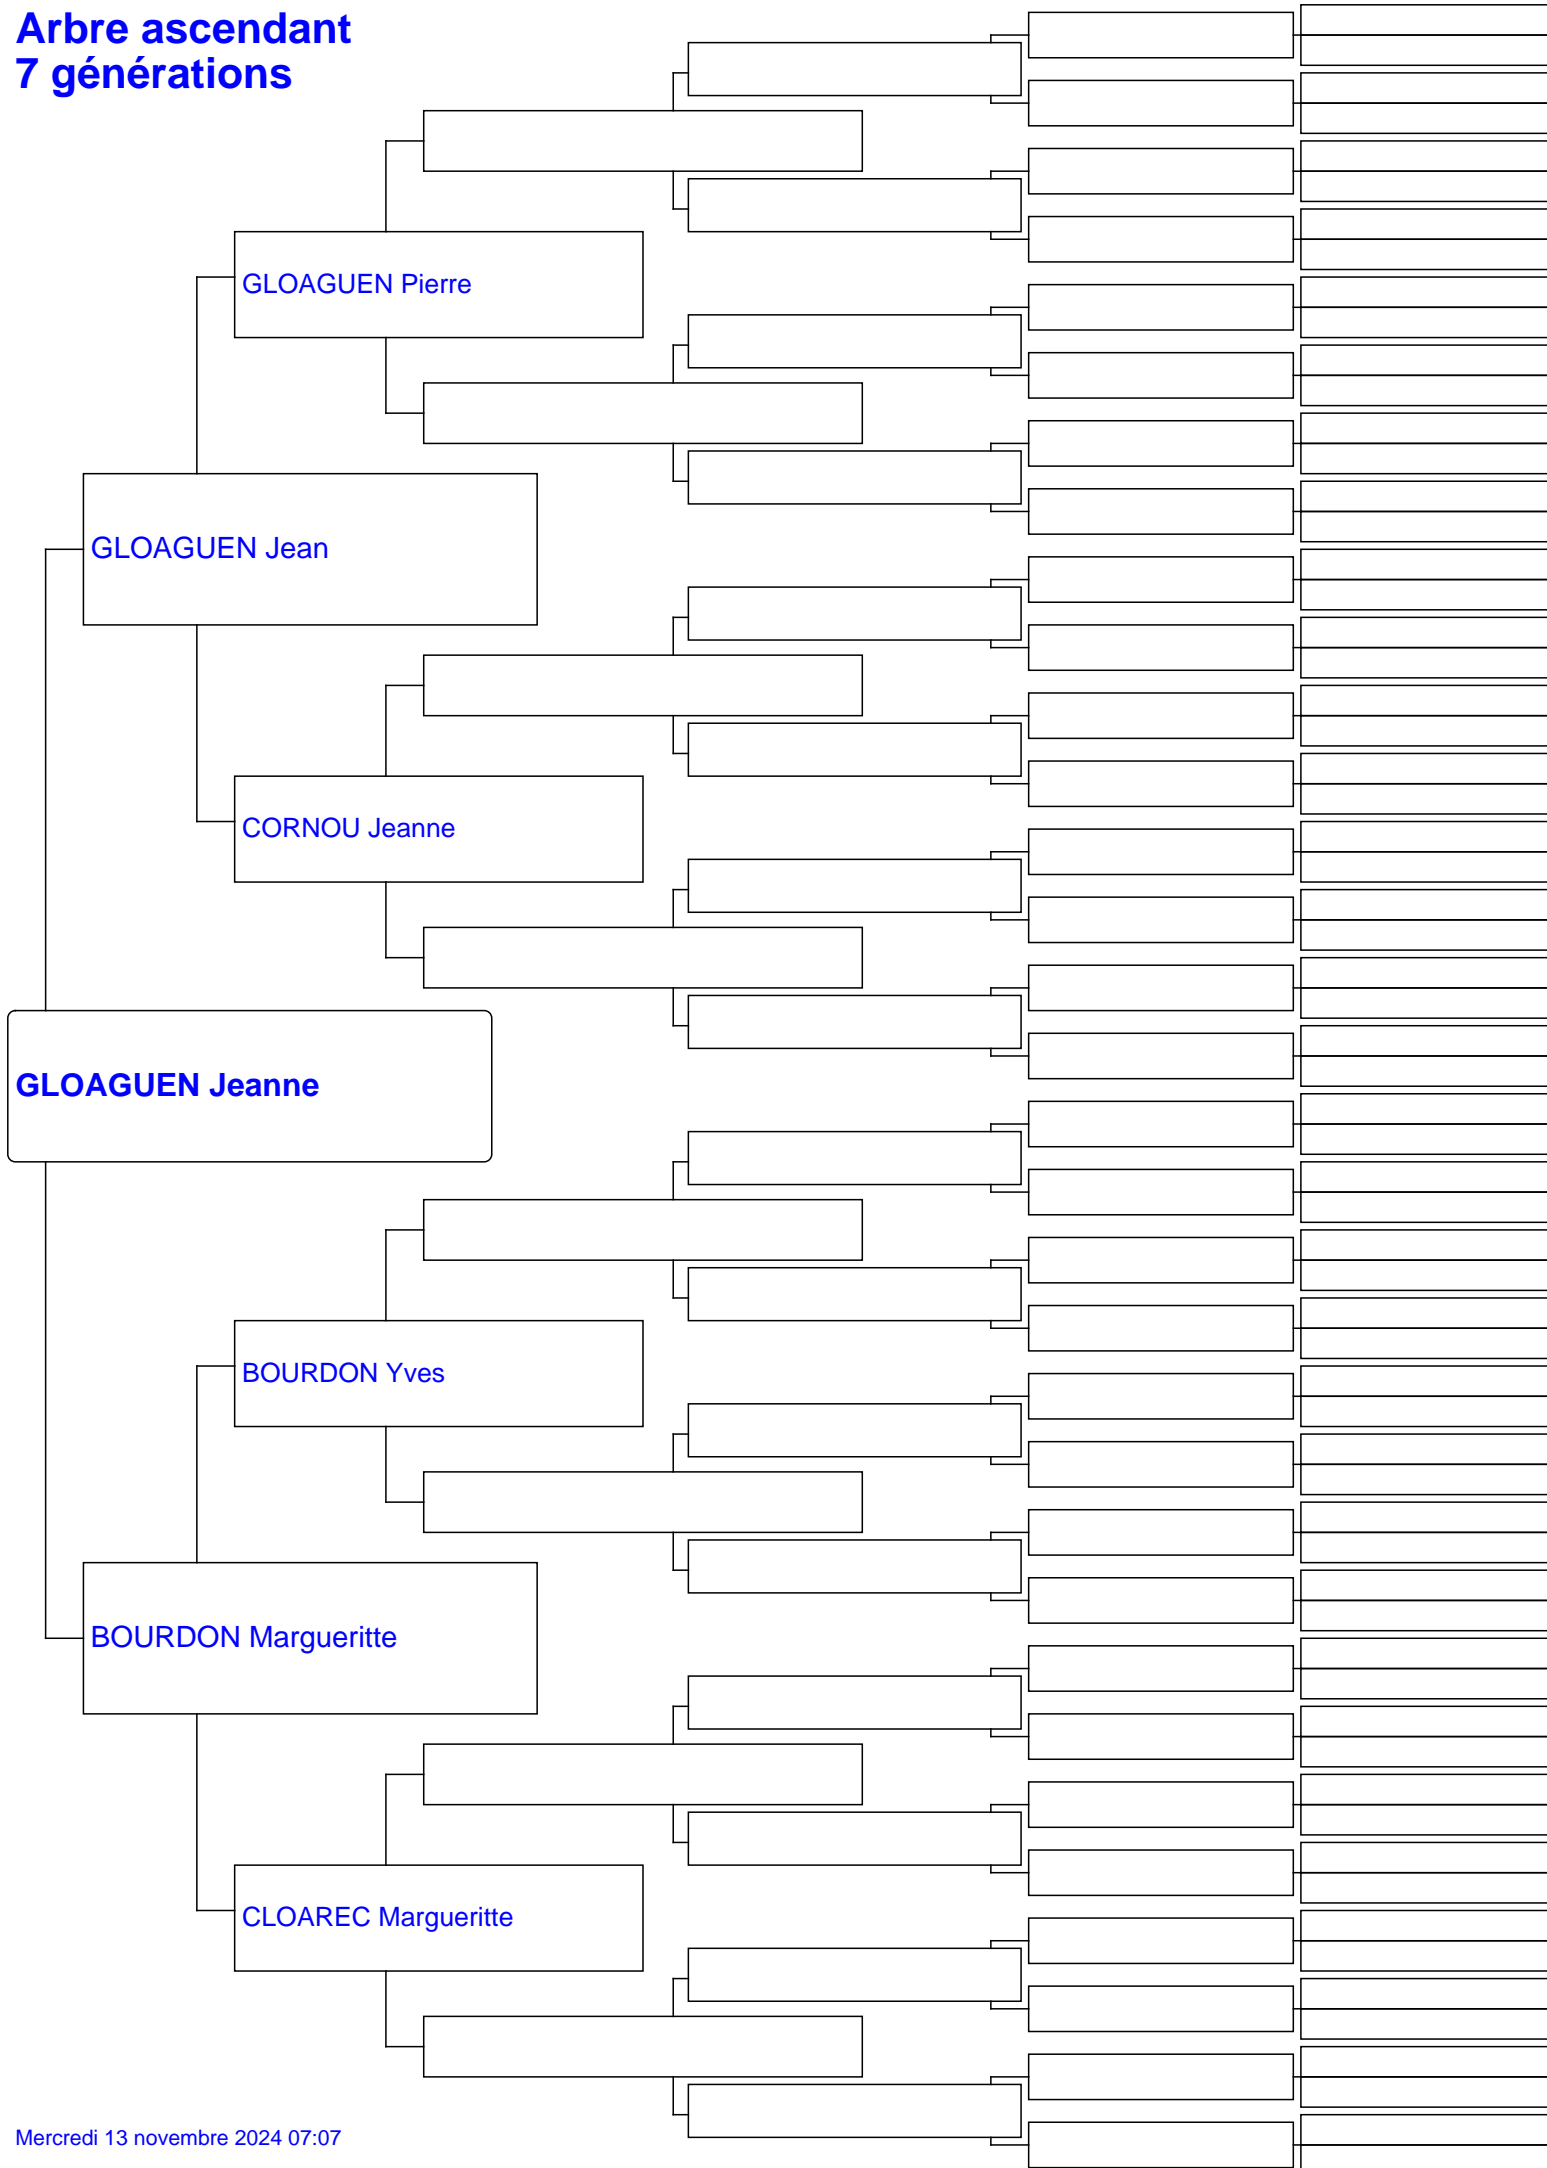 Arbre ascendant
7 générations
GLOAGUEN Pierre
GLOAGUEN Jean
CORNOU Jeanne
GLOAGUEN Jeanne
BOURDON Yves
BOURDON Margueritte
CLOAREC Margueritte
Mercredi 13 novembre 2024 07:07